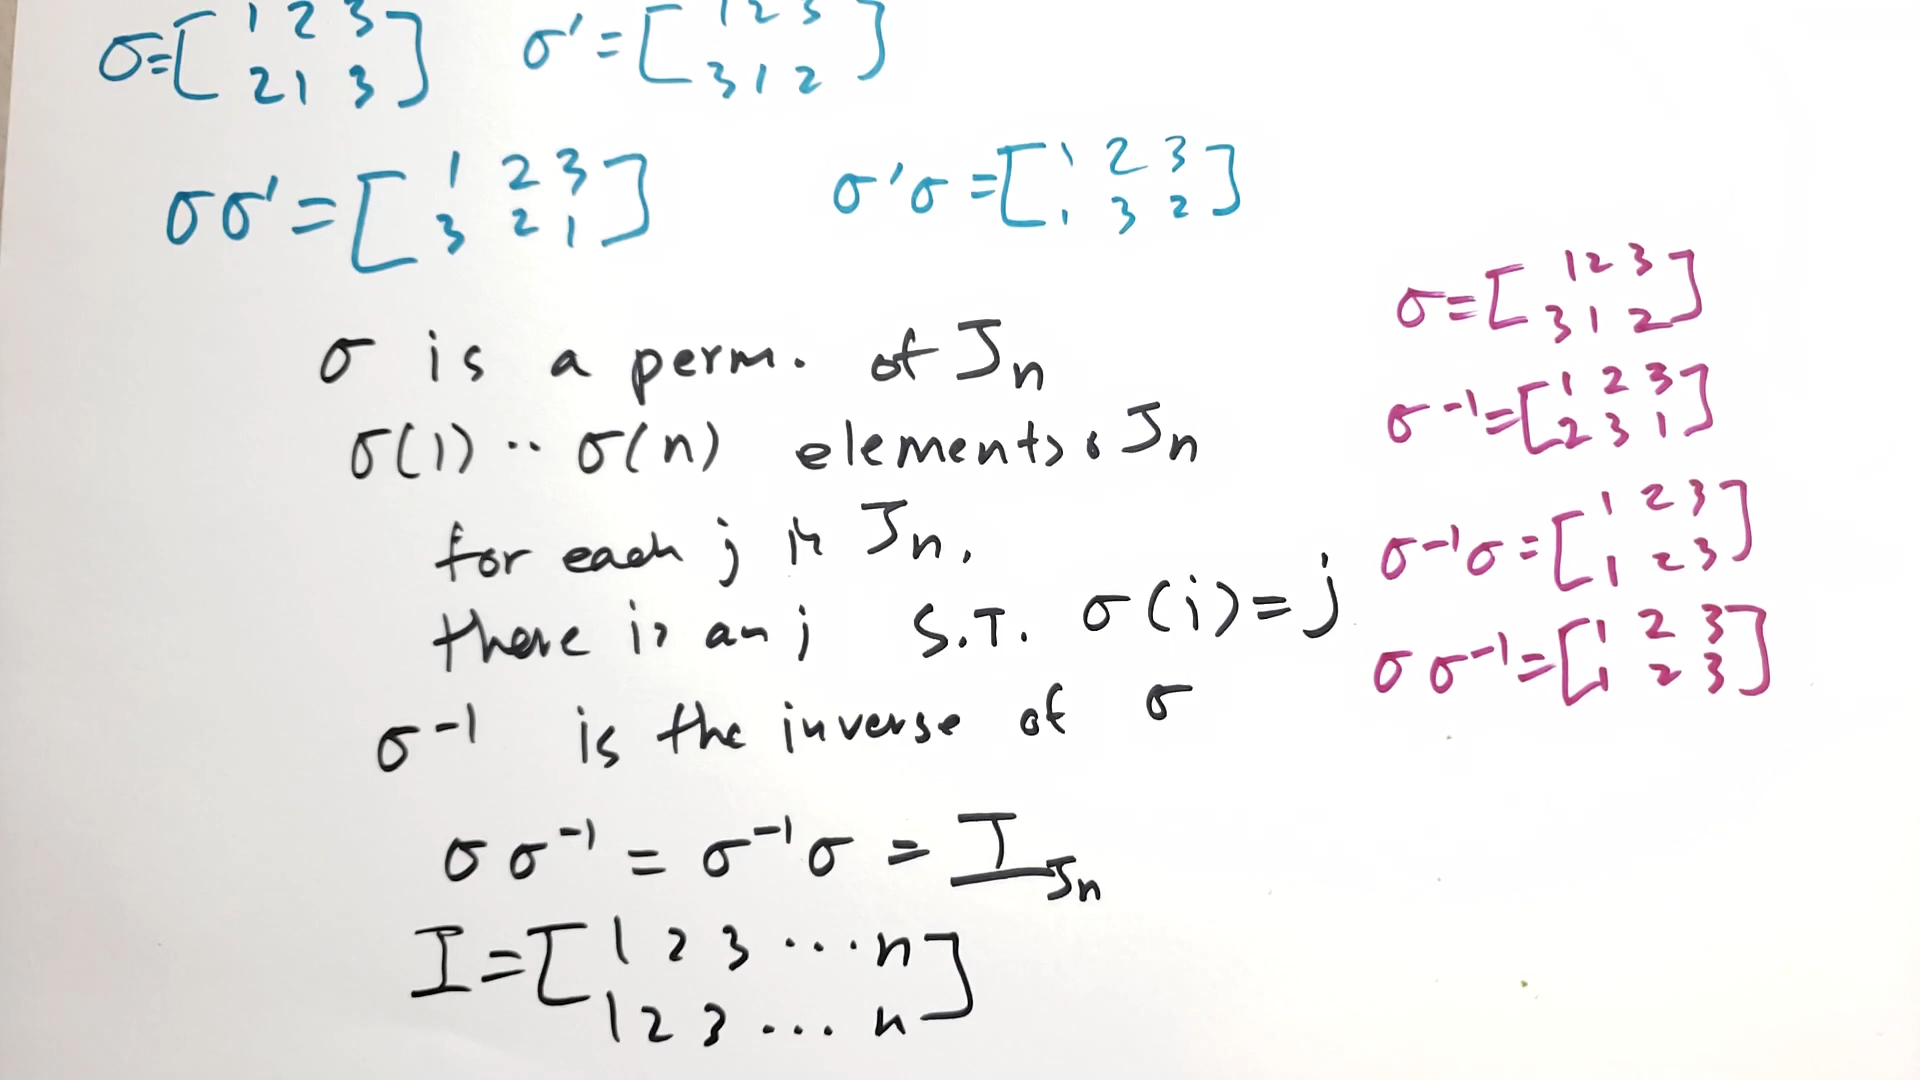 σ=[1 2 3 / 2 1 3] σ'=[1 2 3 / 3 1 2]
σσ'=[1 2 3 / 3 2 1] σ'σ=[1 2 3 / 1 3 2]
σ is a perm. of Jn
σ(1) ·· σ(n) elements Jn
for each j in Jn,
there is an i S.T. σ(i)=j
σ⁻¹ is the inverse of σ
σσ⁻¹ = σ⁻¹σ = I_Jn
I=[1 2 3 ··· n / 1 2 3 ... n]
σ=[1 2 3 / 3 1 2]
σ⁻¹=[1 2 3 / 2 3 1]
σ⁻¹σ=[1 2 3 / 1 2 3]
σσ⁻¹=[1 2 3 / 1 2 3]